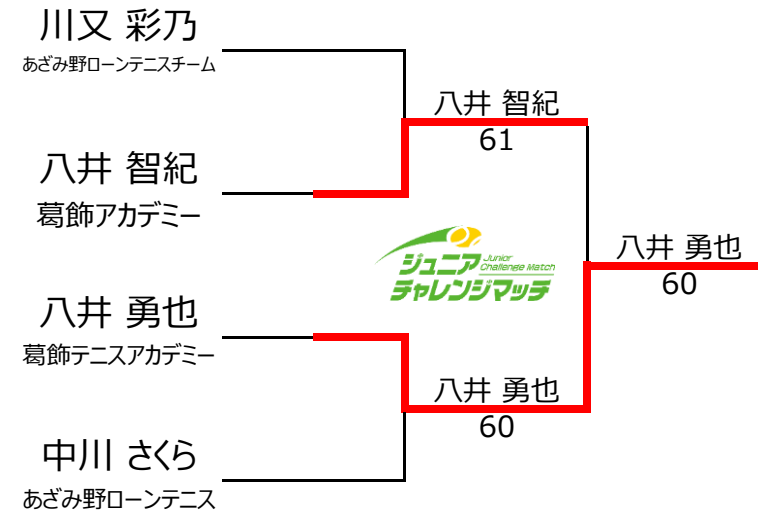 川又 彩乃
あざみ野ローンテニスチーム
八井 智紀
61
八井 智紀
葛飾アカデミー
ジュニア Junior Challenge Match
チャレンジマッチ
八井 勇也
60
八井 勇也
葛飾テニスアカデミー
八井 勇也
60
中川 さくら
あざみ野ローンテニス